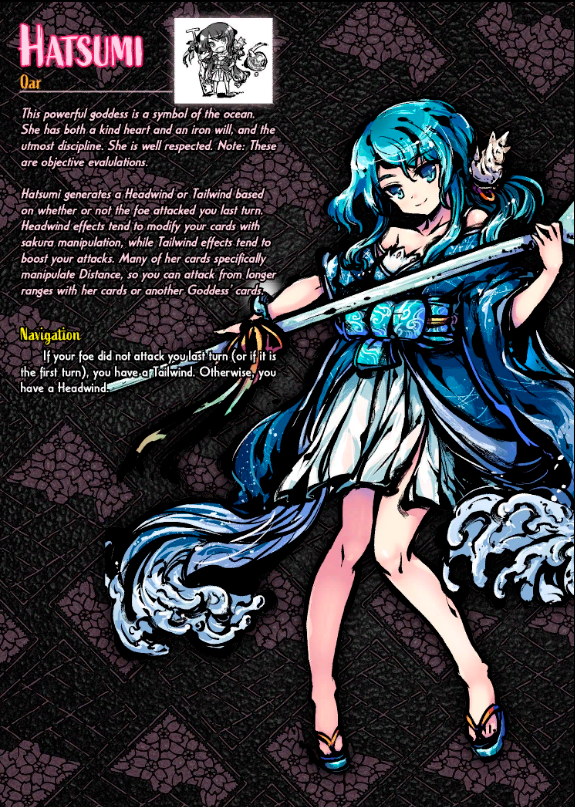 HATSUMI
Oar
This powerful goddess is a symbol of the ocean.
She has both a kind heart and an iron will, and the
utmost discipline. She is well respected. Note: These
are objective evalulations.
Hatsumi generates a Headwind or Tailwind based
on whether or not the foe attacked you last turn.
Headwind effects tend to modify your cards with
sakura manipulation, while Tailwind effects tend to
boost your attacks. Many of her cards specifically
manipulate Distance, so you can attack from longer
ranges with her cards or another Goddess' cards.
Navigation
If your foe did not attack you last turn (or if it is
the first turn), you have a Tailwind. Otherwise, you
have a Headwind.